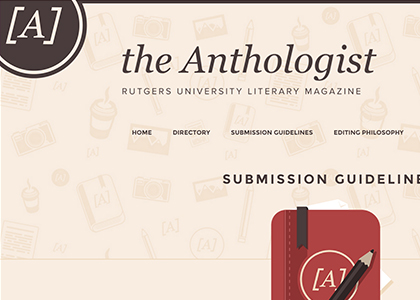 [A]
the Anthologist
RUTGERS UNIVERSITY LITERARY MAGAZINE
HOME DIRECTORY SUBMISSION GUIDELINES EDITING PHILOSOPHY
SUBMISSION GUIDELINE
[A]